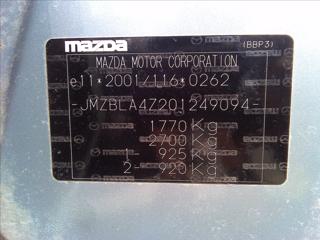 mazda
(BBP3)
MAZDA MOTOR CORPORATION
e11*2001/116*0262
-JMZBLA4Z201249094-
1770 Kg
2700 Kg
1- 925 Kg
2- 920 Kg